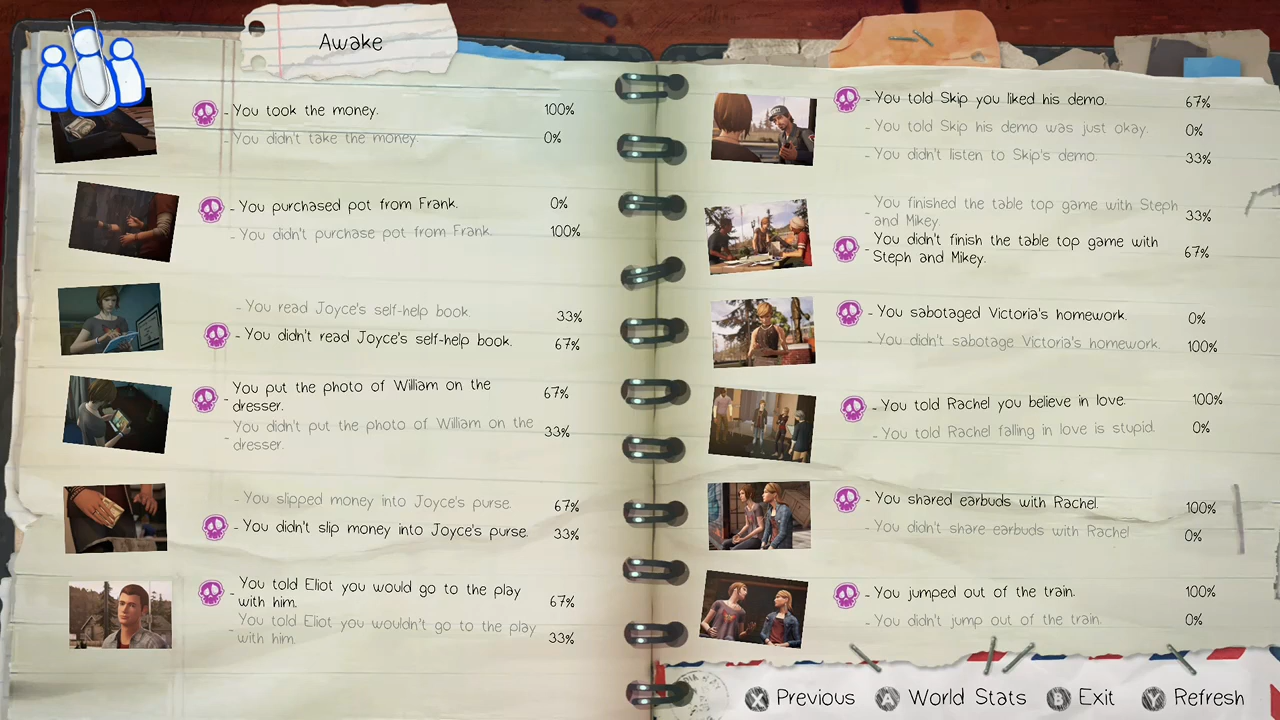 Awake
- You took the money. 100%
- You didn't take the money. 0%
- You purchased pot from Frank. 0%
- You didn't purchase pot from Frank. 100%
- You read Joyce's self-help book 33%
- You didn't read Joyce's self-help book. 67%
- You put the photo of William on the
dresser. 67%
- You didn't put the photo of William on the
dresser. 33%
- You slipped money into Joyce's purse. 67%
- You didn't slip money into Joyce's purse. 33%
- You told Eliot you would go to the play
with him. 67%
- You told Eliot you wouldn't go to the play
with him. 33%
- You told Skip you liked his demo. 67%
- You told Skip his demo was just okay. 0%
- You didn't listen to Skip's demo. 33%
- You finished the table top game with Steph
and Mikey. 33%
- You didn't finish the table top game with
Steph and Mikey. 67%
- You sabotaged Victoria's homework. 0%
- You didn't sabotage Victoria's homework. 100%
- You told Rachel you believe in love. 100%
- You told Rachel falling in love is stupid. 0%
- You shared earbuds with Rachel. 100%
- You didn't share earbuds with Rachel 0%
- You jumped out of the train. 100%
- You didn't jump out of the train. 0%
X Previous A World Stats B Exit Y Refresh